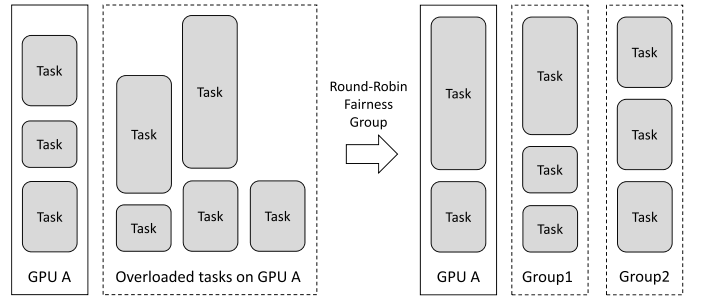 Task
Task
Task
GPU A
Task
Task
Task
Task
Task
Overloaded tasks on GPU A
Round-Robin
Fairness
Group
Task
Task
GPU A
Task
Task
Task
Group1
Task
Task
Task
Group2